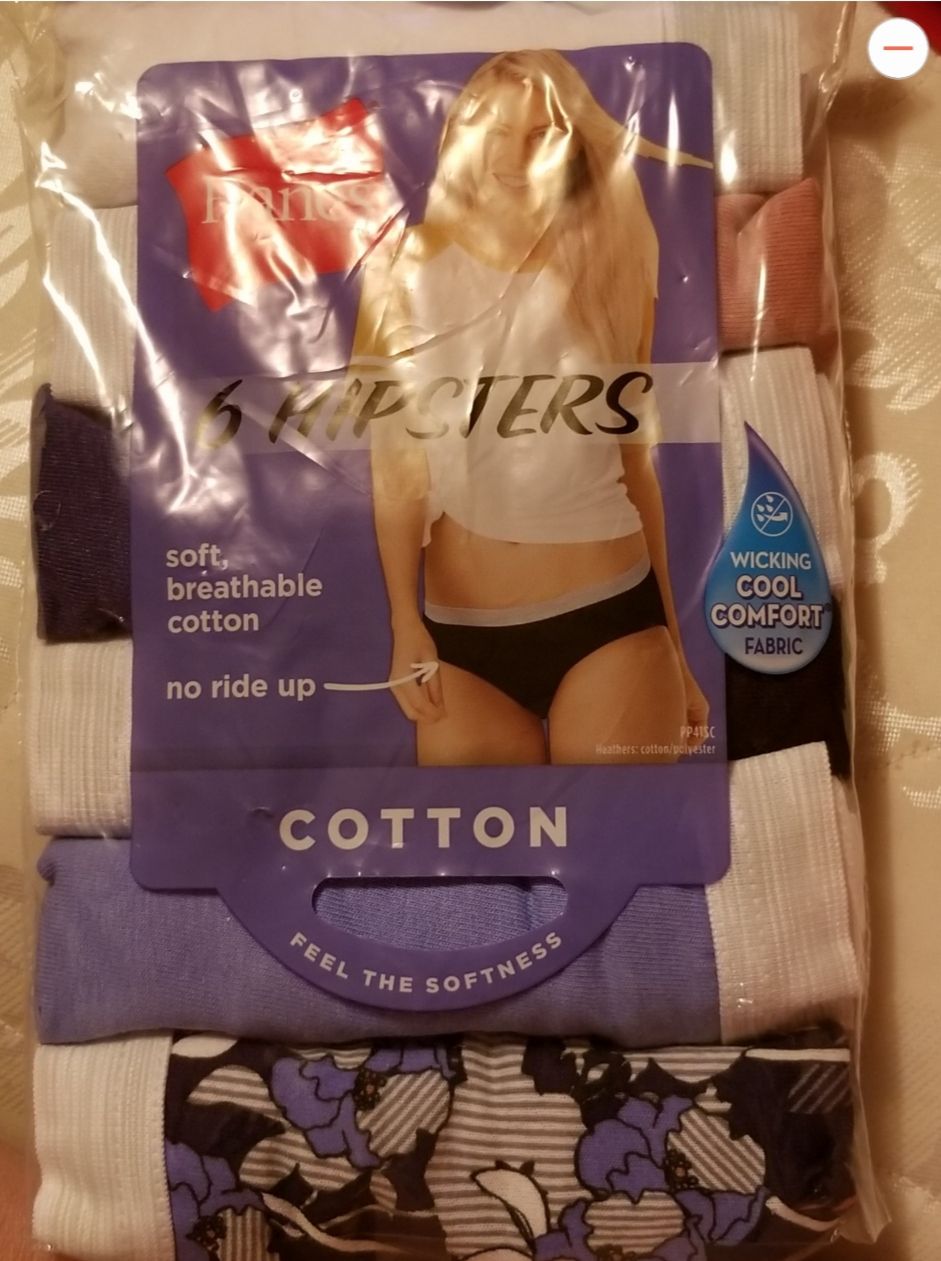 Hanes
6 HIPSTERS
soft,
breathable
cotton
no ride up
WICKING
COOL
COMFORT®
FABRIC
PP41SC
Heathers: cotton/polyester
COTTON
FEEL THE SOFTNESS